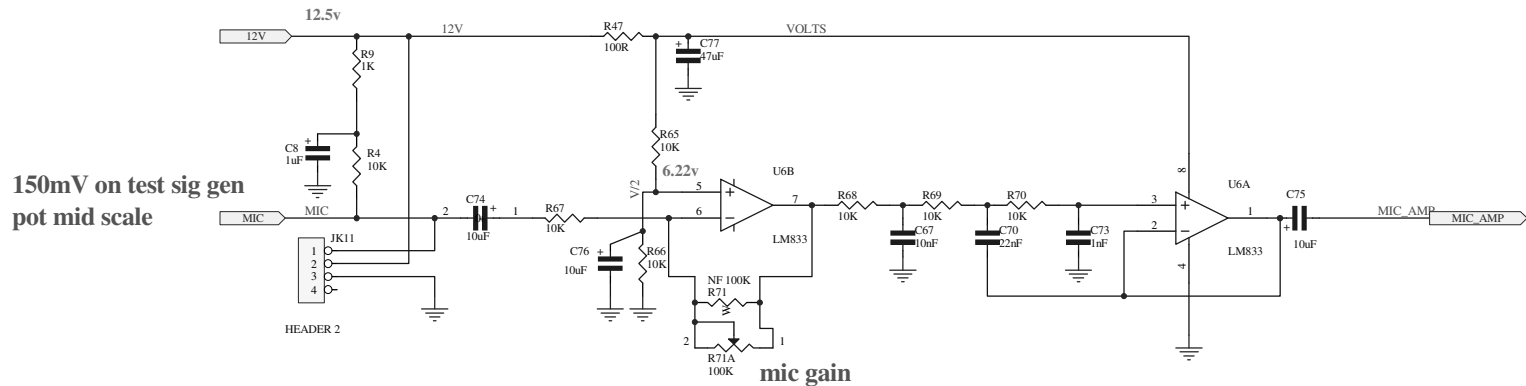 12.5v
12V
12V
R47
100R
VOLTS
C77
47uF
+
R9
1K
C8
1uF
+
R4
10K
R65
10K
6.22v
V/2
U6B
8
150mV on test sig gen
pot mid scale
MIC
MIC
2
C74
+
1
10uF
R67
10K
5
6
+
−
7
LM833
R68
10K
R69
10K
R70
10K
3
2
+
−
1
U6A
LM833
4
C75
+
10uF
MIC_AMP
MIC_AMP
JK11
1
2
3
4
HEADER 2
C76
10uF
+
R66
10K
C67
10nF
C70
22nF
C73
1nF
NF 100K
R71
2
1
R71A
100K
mic gain